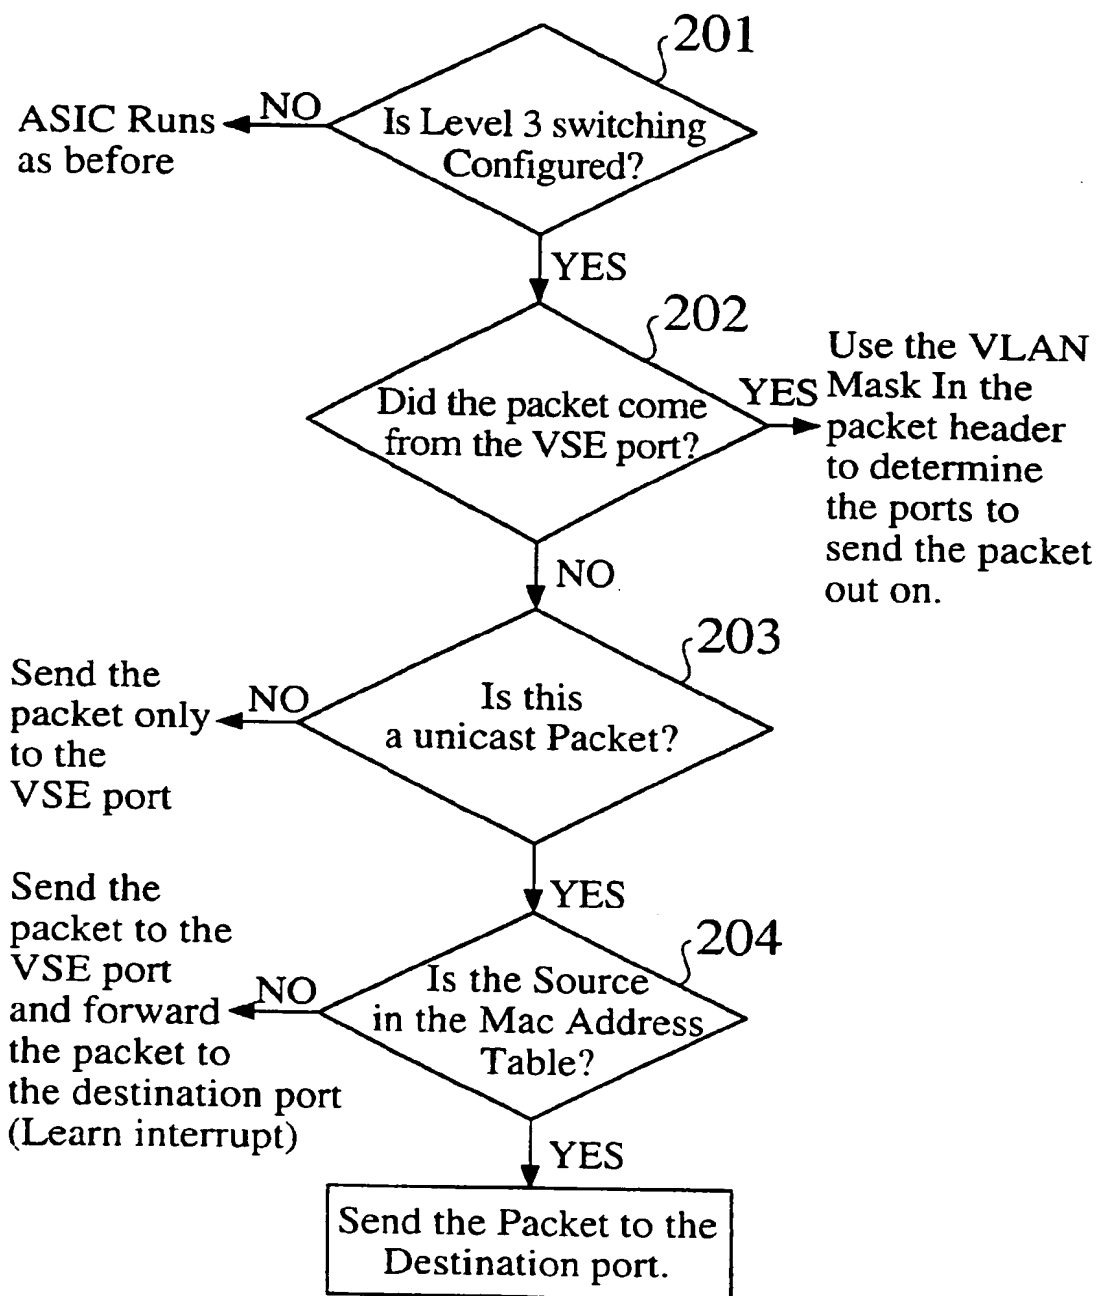 201
Is Level 3 switching
Configured?
NO
ASIC Runs
as before
YES
202
Did the packet come
from the VSE port?
YES
Use the VLAN
Mask In the
packet header
to determine
the ports to
send the packet
out on.
NO
203
Is this
a unicast Packet?
NO
Send the
packet only
to the
VSE port
YES
204
Is the Source
in the Mac Address
Table?
NO
Send the
packet to the
VSE port
and forward
the packet to
the destination port
(Learn interrupt)
YES
Send the Packet to the
Destination port.